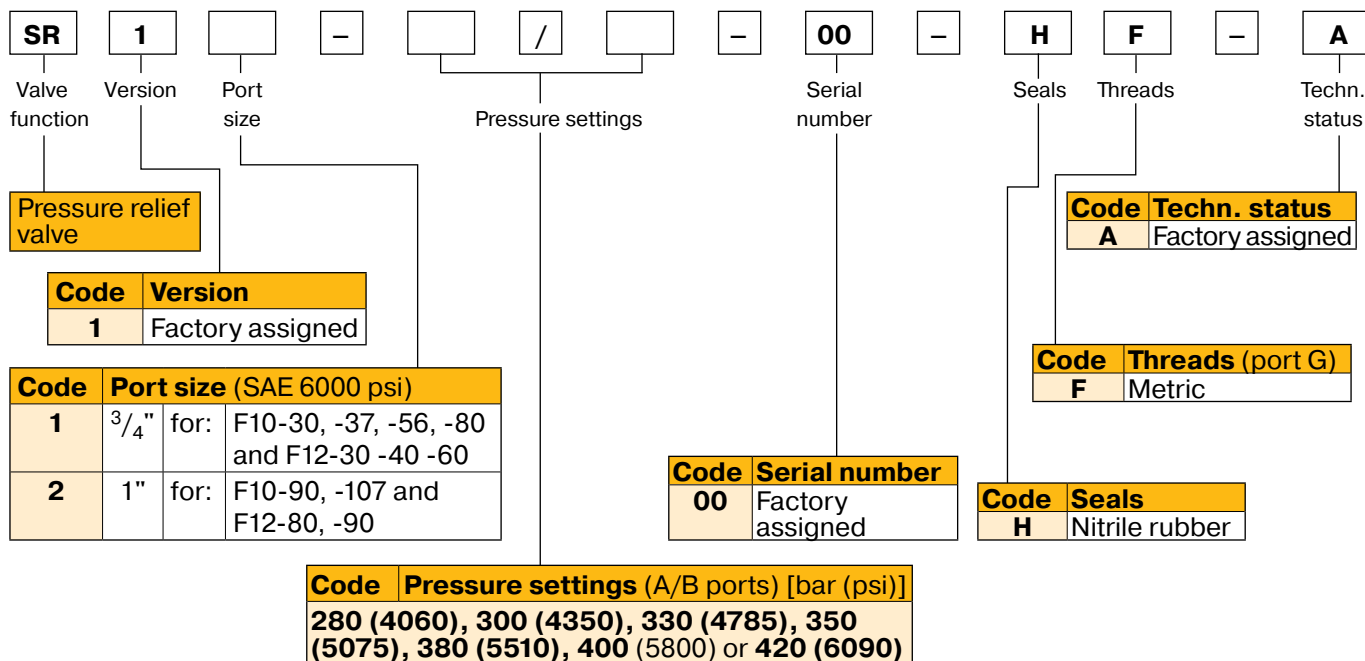 SR 1 – / – 00 – H F – A
Valve function
Version
Port size
Pressure settings
Serial number
Seals
Threads
Techn. status
Pressure relief
valve
Code Version
1 Factory assigned
Code Port size (SAE 6000 psi)
1 3/4" for: F10-30, -37, -56, -80
and F12-30 -40 -60
2 1" for: F10-90, -107 and
F12-80, -90
Code Pressure settings (A/B ports) [bar (psi)]
280 (4060), 300 (4350), 330 (4785), 350
(5075), 380 (5510), 400 (5800) or 420 (6090)
Code Serial number
00 Factory
assigned
Code Seals
H Nitrile rubber
Code Threads (port G)
F Metric
Code Techn. status
A Factory assigned